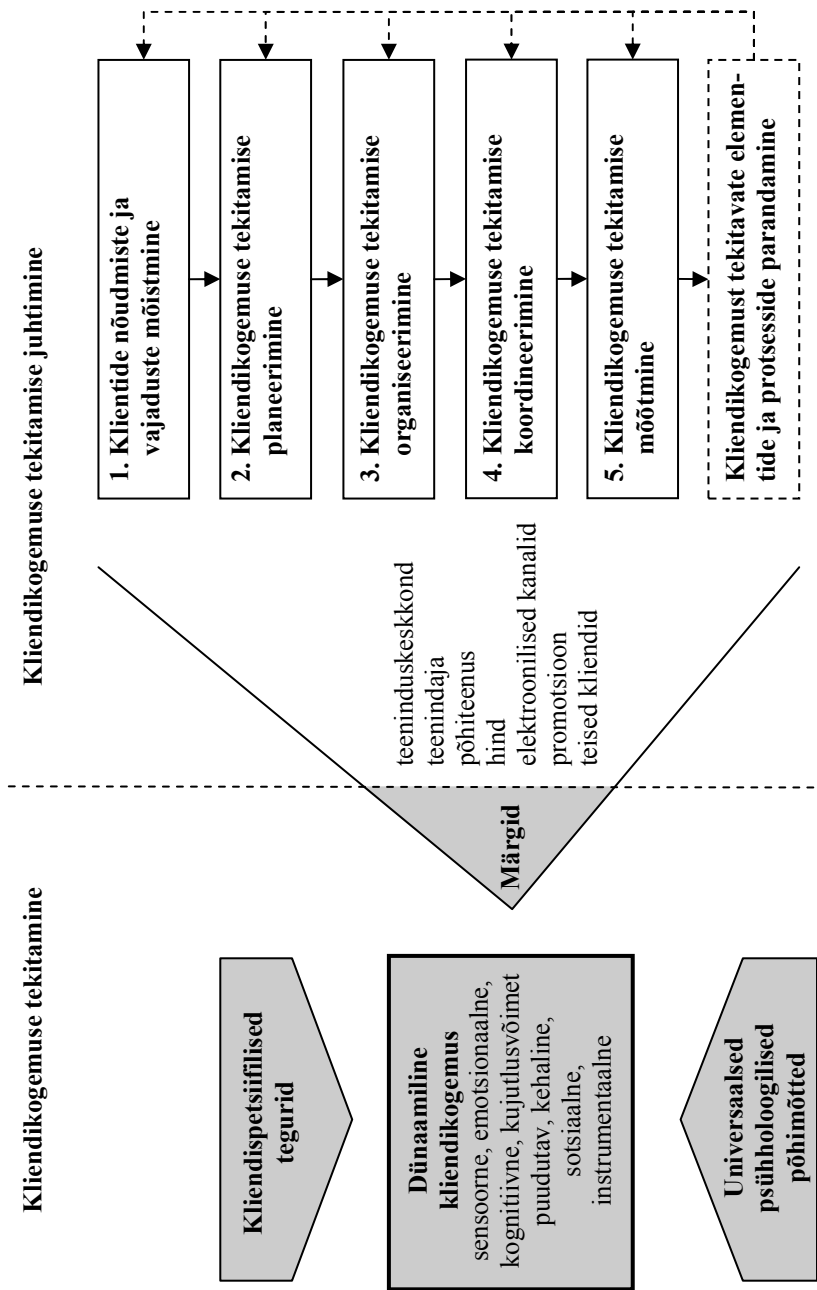 Kliendikogemuse tekitamine
Kliendispetsiifilised
tegurid
Dünaamiline
kliendikogemus
sensoorne, emotsionaalne,
kognitiivne, kujutlusvõimet
puudutav, kehaline,
sotsiaalne,
instrumentaalne
Universaalsed
psühholoogilised
põhimõtted
Märgid
Kliendikogemuse tekitamise juhtimine
teeninduskeskkond
teenindaja
põhiteenus
hind
elektroonilised kanalid
promotsioon
teised kliendid
1. Klientide nõudmiste ja
vajaduste mõistmine
2. Kliendikogemuse tekitamise
planeerimine
3. Kliendikogemuse tekitamise
organiseerimine
4. Kliendikogemuse tekitamise
koordineerimine
5. Kliendikogemuse tekitamise
mõõtmine
Kliendikogemust tekitavate elemen-
tide ja protsesside parandamine